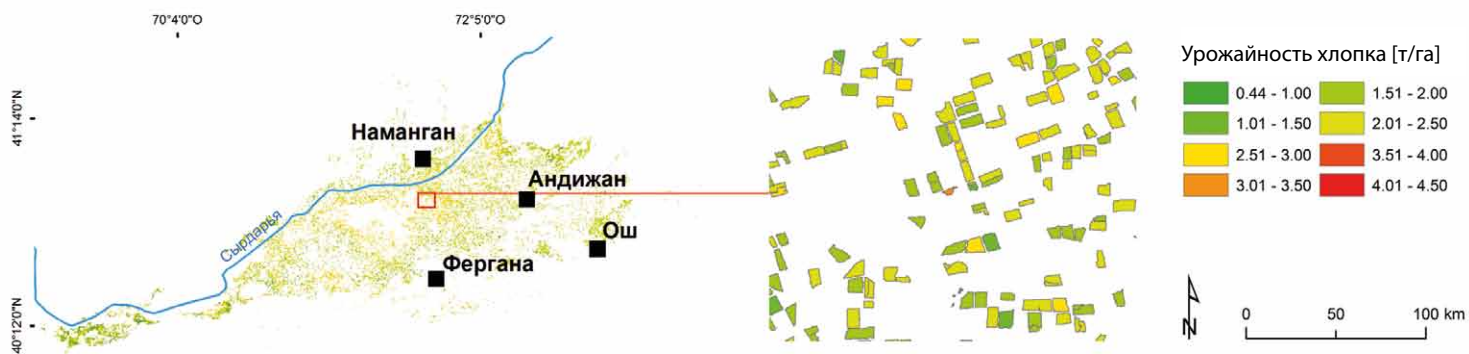 70°4'0"O 72°5'0"O
41°14'0"N
40°12'0"N
Наманган
Андижан
Ош
Фергана
Сырдарья
Урожайность хлопка [т/га]
0.44 - 1.00 1.51 - 2.00
1.01 - 1.50 2.01 - 2.50
2.51 - 3.00 3.51 - 4.00
3.01 - 3.50 4.01 - 4.50
N
0 50 100 km